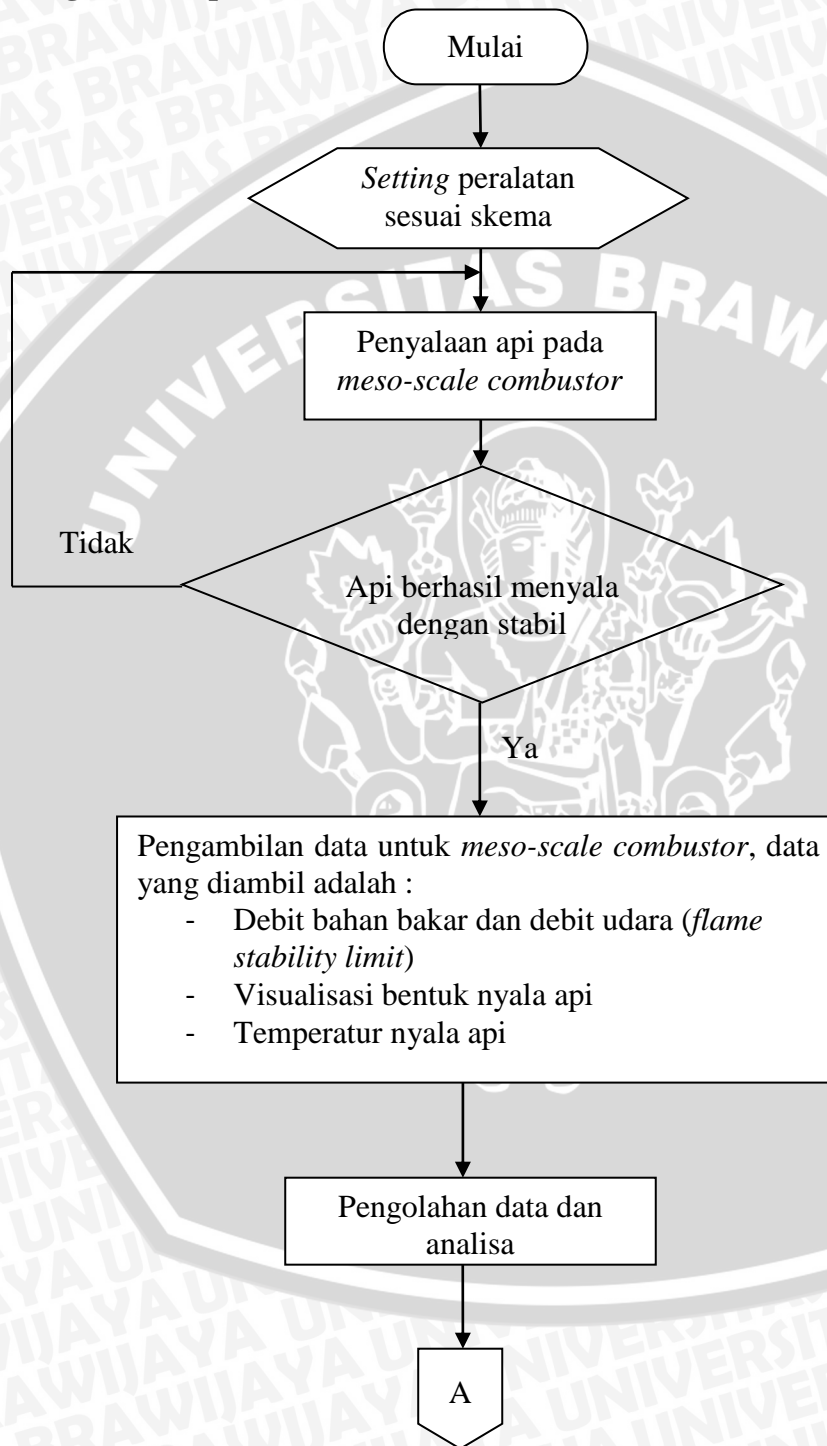 Mulai
Setting peralatan
sesuai skema
Penyalaan api pada
meso-scale combustor
Tidak
Api berhasil menyala
dengan stabil
Ya
Pengambilan data untuk meso-scale combustor, data
yang diambil adalah :
- Debit bahan bakar dan debit udara (flame
stability limit)
- Visualisasi bentuk nyala api
- Temperatur nyala api
Pengolahan data dan
analisa
A
UNIVERSITAS BRAW